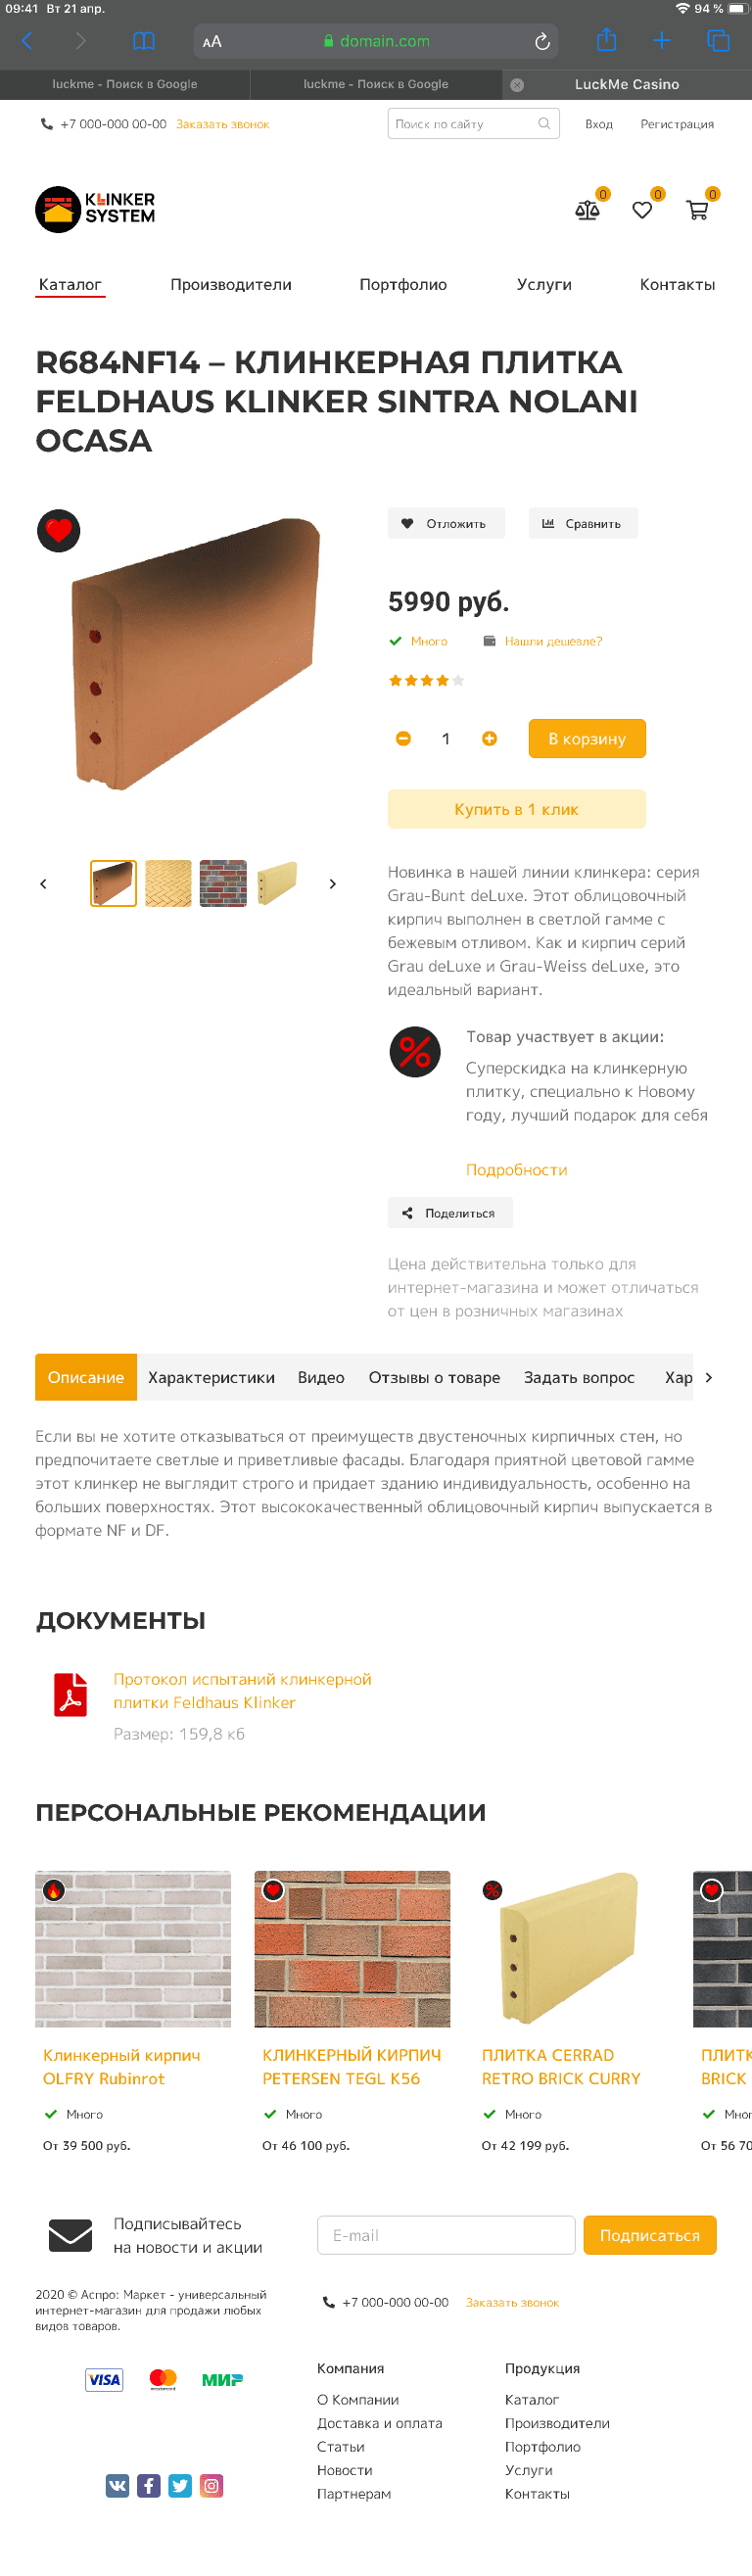 09:41 Вт 21 апр.
94 %
AA
domain.com
luckme - Поиск в Google
luckme - Поиск в Google
LuckMe Casino
+7 000-000 00-00 Заказать звонок
Поиск по сайту
Вход
Регистрация
KLINKER
SYSTEM
0
0
0
Каталог
Производители
Портфолио
Услуги
Контакты
R684NF14 – КЛИНКЕРНАЯ ПЛИТКА
FELDHAUS KLINKER SINTRA NOLANI
OCASA
Отложить
Сравнить
5990 руб.
Много
Нашли дешевле?
1
В корзину
Купить в 1 клик
Новинка в нашей линии клинкера: серия
Grau-Bunt deLuxe. Этот облицовочный
кирпич выполнен в светлой гамме с
бежевым отливом. Как и кирпич серий
Grau deLuxe и Grau-Weiss deLuxe, это
идеальный вариант.
Товар участвует в акции:
Суперскидка на клинкерную
плитку, специально к Новому
году, лучший подарок для себя
Подробности
Поделиться
Цена действительна только для
интернет-магазина и может отличаться
от цен в розничных магазинах
Описание
Характеристики
Видео
Отзывы о товаре
Задать вопрос
Хар
Если вы не хотите отказываться от преимуществ двустеночных кирпичных стен, но
предпочитаете светлые и приветливые фасады. Благодаря приятной цветовой гамме
этот клинкер не выглядит строго и придает зданию индивидуальность, особенно на
больших поверхностях. Этот высококачественный облицовочный кирпич выпускается в
формате NF и DF.
ДОКУМЕНТЫ
Протокол испытаний клинкерной
плитки Feldhaus Klinker
Размер: 159,8 кб
ПЕРСОНАЛЬНЫЕ РЕКОМЕНДАЦИИ
Клинкерный кирпич
OLFRY Rubinrot
Много
От 39 500 руб.
КЛИНКЕРНЫЙ КИРПИЧ
PETERSEN TEGL K56
Много
От 46 100 руб.
ПЛИТКА CERRAD
RETRO BRICK CURRY
Много
От 42 199 руб.
ПЛИТК
BRICK
Мног
От 56 70
Подписывайтесь
на новости и акции
E-mail
Подписаться
2020 © Аспро: Маркет - универсальный
интернет-магазин для продажи любых
видов товаров.
+7 000-000 00-00 Заказать звонок
VISA
mastercard
МИР
Компания
О Компании
Доставка и оплата
Статьи
Новости
Партнерам
Продукция
Каталог
Производители
Портфолио
Услуги
Контакты